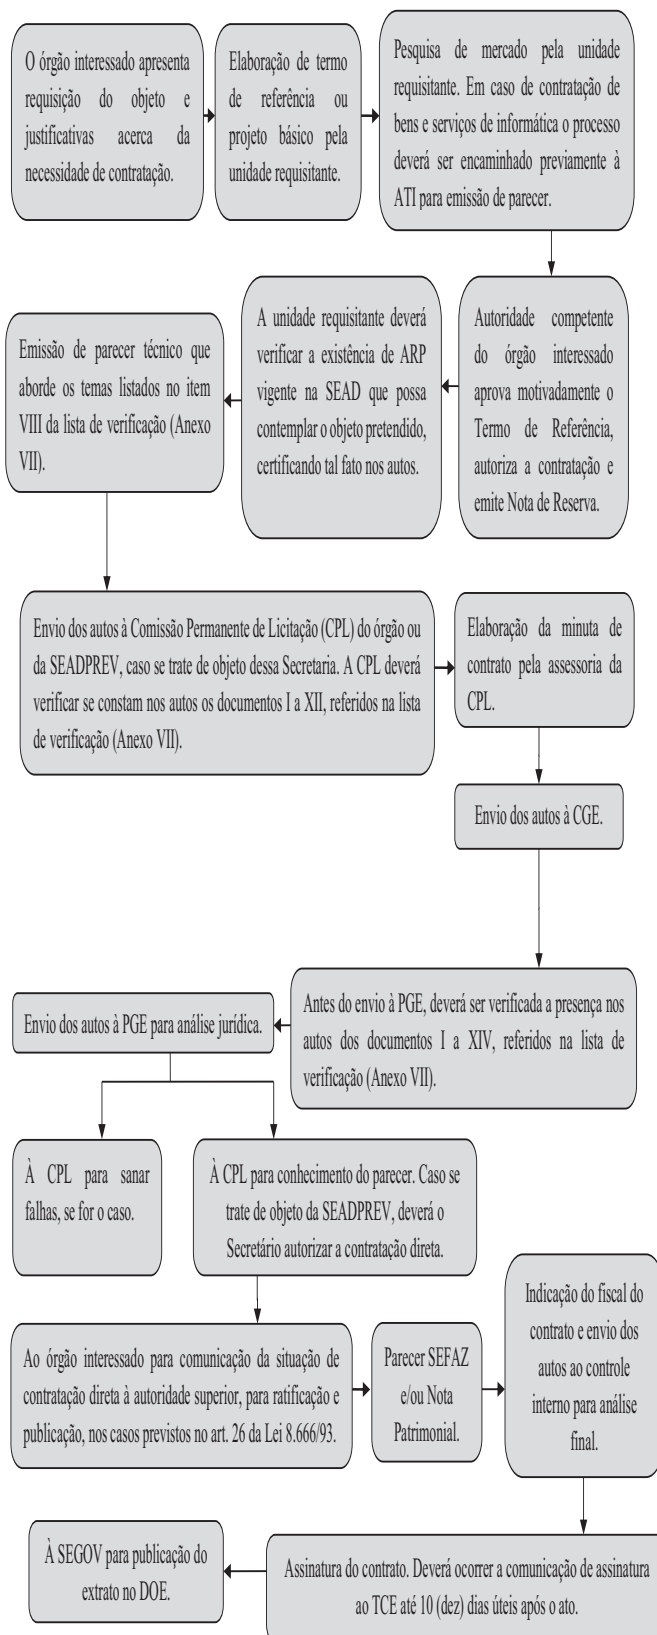 O órgão interessado apresenta
requisição do objeto e
justificativas acerca da
necessidade de contratação.
Elaboração de termo
de referência ou
projeto básico pela
unidade requisitante.
Pesquisa de mercado pela unidade
requisitante. Em caso de contratação de
bens e serviços de informática o processo
deverá ser encaminhado previamente à
ATI para emissão de parecer.
Autoridade competente
do órgão interessado
aprova motivadamente o
Termo de Referência,
autoriza a contratação e
emite Nota de Reserva.
A unidade requisitante deverá
verificar a existência de ARP
vigente na SEAD que possa
contemplar o objeto pretendido,
certificando tal fato nos autos.
Emissão de parecer técnico que
aborde os temas listados no item
VIII da lista de verificação (Anexo
VII).
Envio dos autos à Comissão Permanente de Licitação (CPL) do órgão ou
da SEADPREV, caso se trate de objeto dessa Secretaria. A CPL deverá
verificar se constam nos autos os documentos I a XII, referidos na lista
de verificação (Anexo VII).
Elaboração da minuta de
contrato pela assessoria da
CPL.
Envio dos autos à CGE.
Antes do envio à PGE, deverá ser verificada a presença nos
autos dos documentos I a XIV, referidos na lista de
verificação (Anexo VII).
Envio dos autos à PGE para análise jurídica.
À CPL para sanar
falhas, se for o caso.
À CPL para conhecimento do parecer. Caso se
trate de objeto da SEADPREV, deverá o
Secretário autorizar a contratação direta.
Ao órgão interessado para comunicação da situação de
contratação direta à autoridade superior, para ratificação e
publicação, nos casos previstos no art. 26 da Lei 8.666/93.
Parecer SEFAZ
e/ou Nota
Patrimonial.
Indicação do fiscal do
contrato e envio dos
autos ao controle
interno para análise
final.
Assinatura do contrato. Deverá ocorrer a comunicação de assinatura
ao TCE até 10 (dez) dias úteis após o ato.
À SEGOV para publicação do
extrato no DOE.